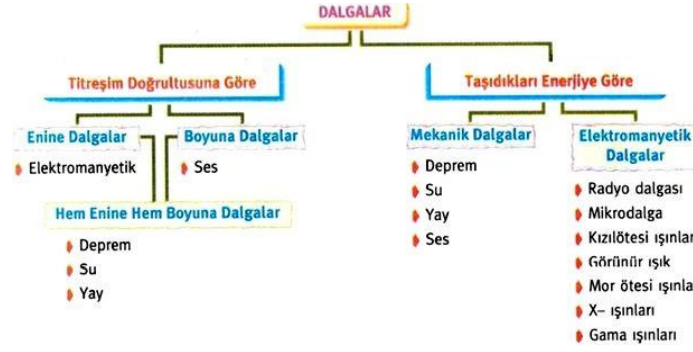 DALGALAR
Titreşim Doğrultusuna Göre
Enine Dalgalar
Elektromanyetik
Boyuna Dalgalar
Ses
Hem Enine Hem Boyuna Dalgalar
Deprem
Su
Yay
Taşıdıkları Enerjiye Göre
Mekanik Dalgalar
Deprem
Su
Yay
Ses
Elektromanyetik
Dalgalar
Radyo dalgası
Mikrodalga
Kızılötesi ışınlar
Görünür ışık
Mor ötesi ışınla
X– ışınları
Gama ışınları